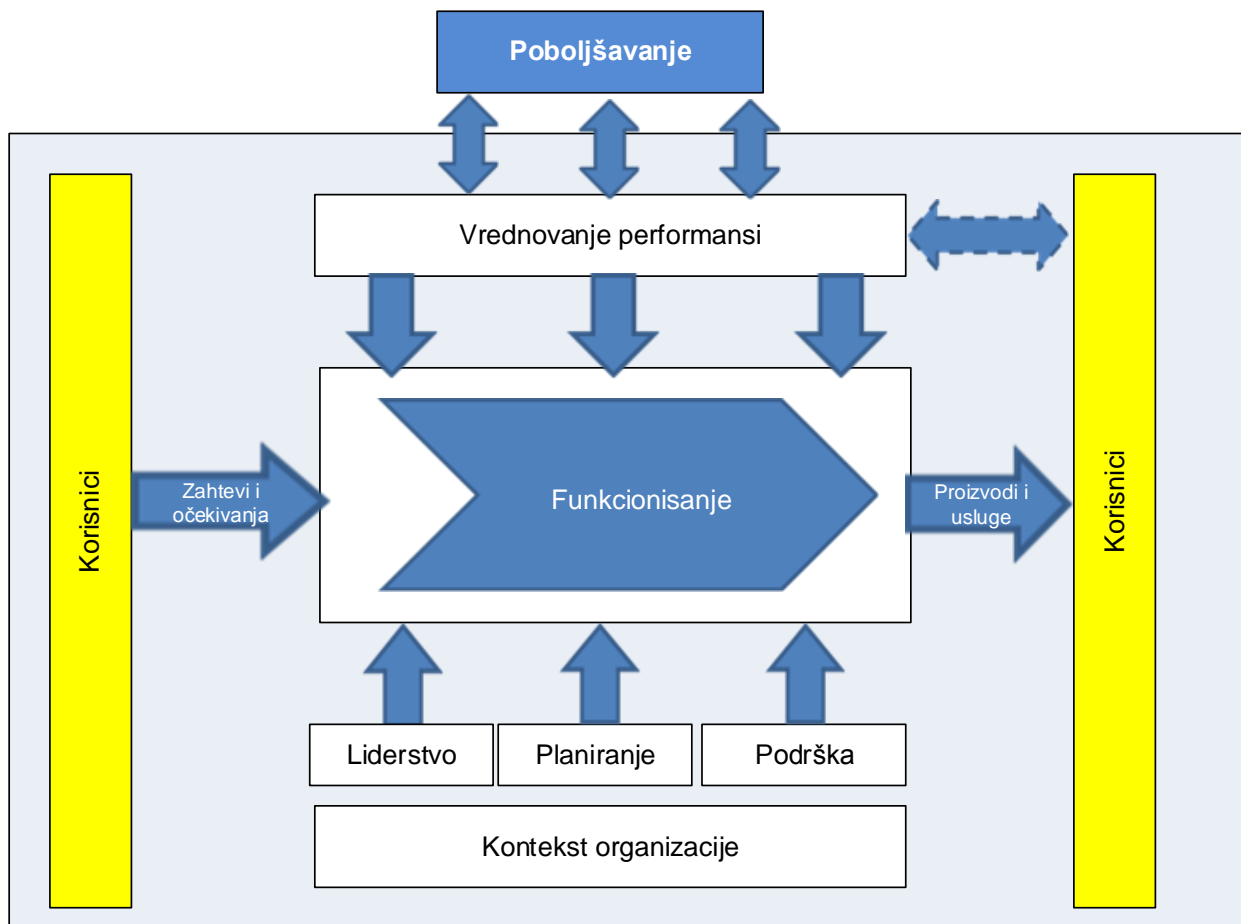 Poboljšavanje
Vrednovanje performansi
Korisnici
Zahtevi i
očekivanja
Funkcionisanje
Proizvodi i
usluge
Korisnici
Liderstvo
Planiranje
Podrška
Kontekst organizacije